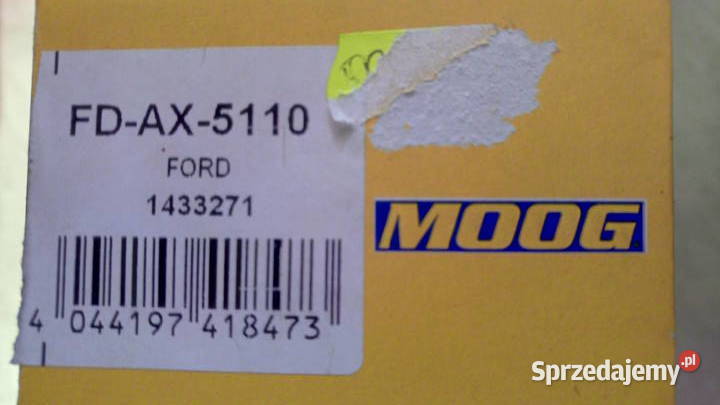 FD-AX-5110
FORD
1433271
4 044197 418473
MOOG
Sprzedajemy.pl